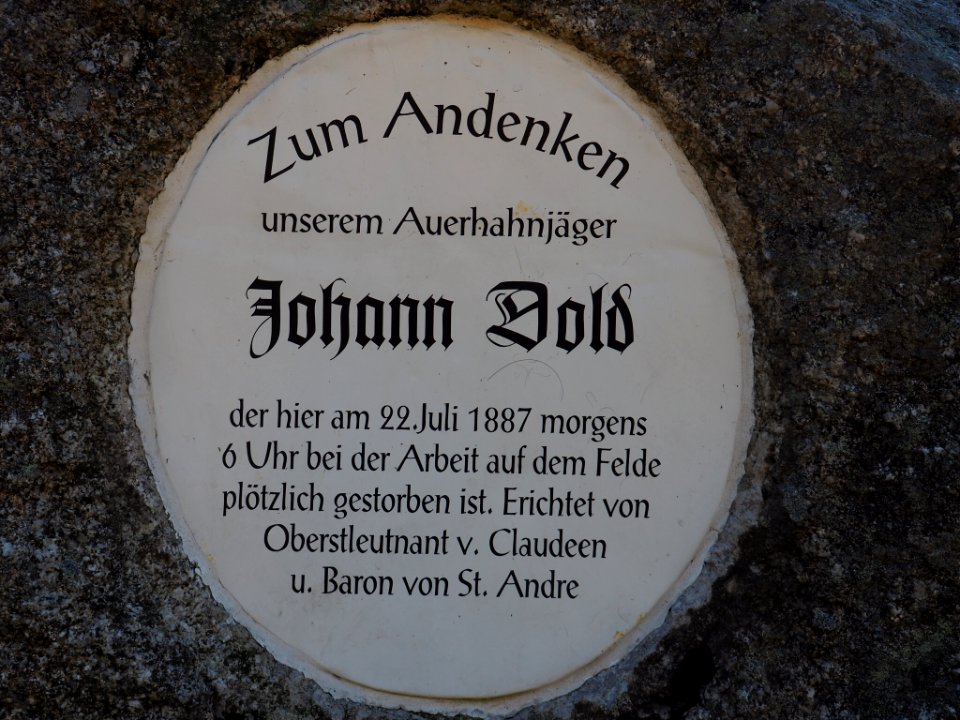 Zum Andenken
unserem Auerhahnjäger
Johann Dold
der hier am 22.Juli 1887 morgens
6 Uhr bei der Arbeit auf dem Felde
plötzlich gestorben ist. Erichtet von
Oberstleutnant v. Claudeen
u. Baron von St. Andre